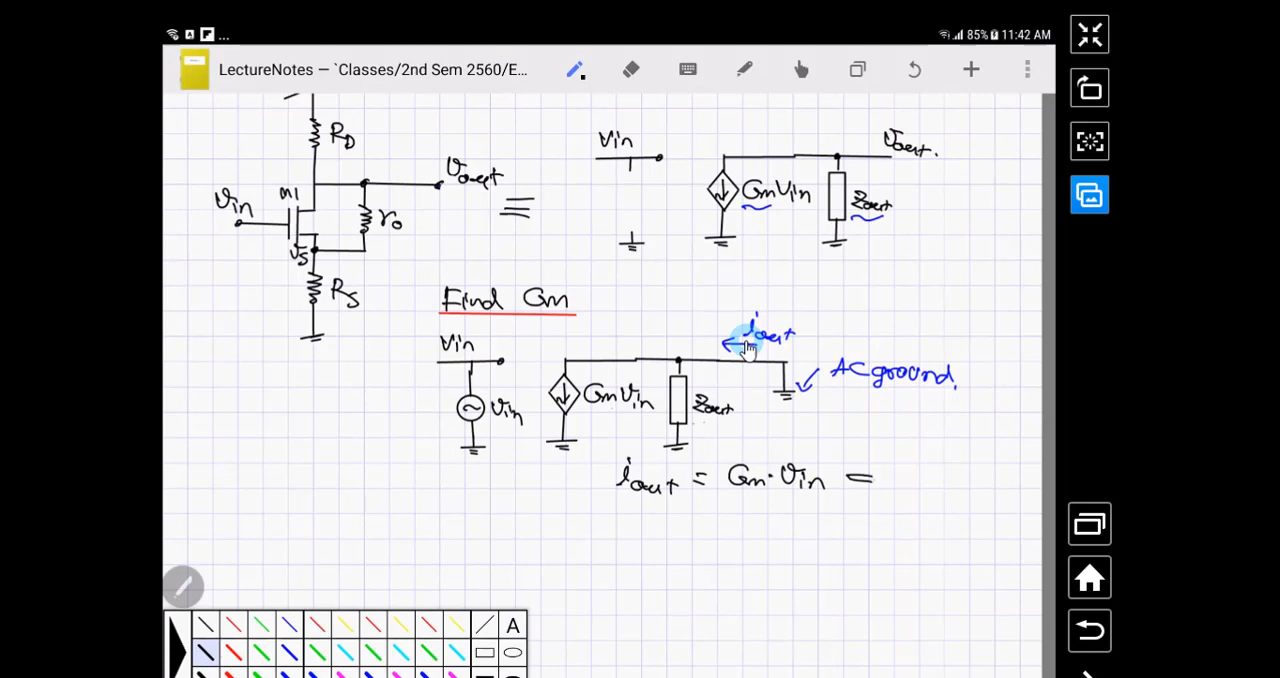 ... 85% 11:42 AM
LectureNotes — `Classes/2nd Sem 2560/E...
RD
Vin
Vout.
Vout
M1
Vin
≡
GmVin
Zout
ro
VS
RS
Find Gm
iout
Vin
AC ground.
Vin
GmVin
Zout
iout = Gm·Vin =
A